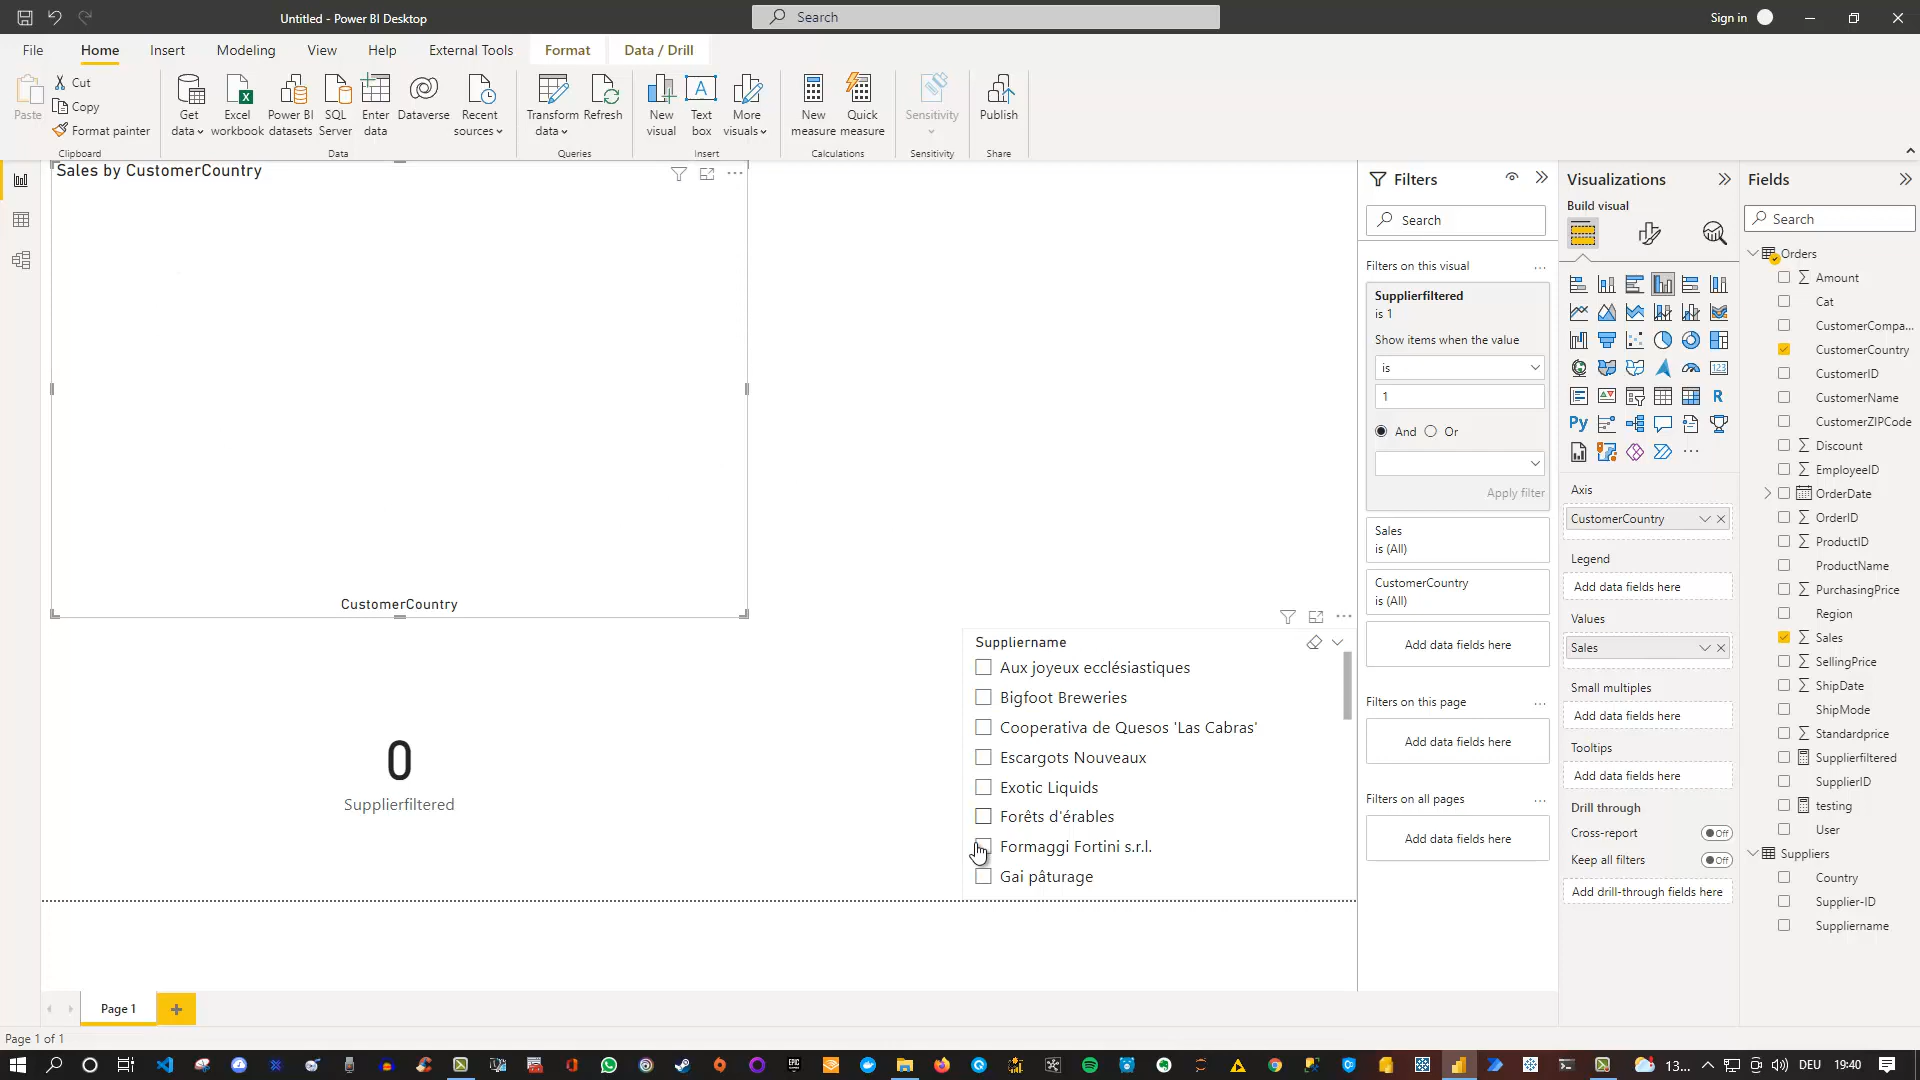 Untitled - Power BI Desktop
Search
Sign in
File
Home
Insert
Modeling
View
Help
External Tools
Format
Data / Drill
Paste
Cut
Copy
Format painter
Clipboard
Get data
Excel workbook
Power BI datasets
SQL Server
Enter data
Dataverse
Recent sources
Data
Transform data
Refresh
Queries
New visual
Text box
More visuals
Insert
New measure
Quick measure
Calculations
Sensitivity
Sensitivity
Publish
Share
Sales by CustomerCountry
CustomerCountry
0
Supplierfiltered
Suppliername
Aux joyeux ecclésiastiques
Bigfoot Breweries
Cooperativa de Quesos 'Las Cabras'
Escargots Nouveaux
Exotic Liquids
Forêts d'érables
Formaggi Fortini s.r.l.
Gai pâturage
Filters
Search
Filters on this visual
Supplierfiltered
is 1
Show items when the value
is
1
And
Or
Apply filter
Sales
is (All)
CustomerCountry
is (All)
Add data fields here
Filters on this page
Add data fields here
Filters on all pages
Add data fields here
Visualizations
Build visual
R
Py
Axis
CustomerCountry
Legend
Add data fields here
Values
Sales
Small multiples
Add data fields here
Tooltips
Add data fields here
Drill through
Cross-report
Off
Keep all filters
Off
Add drill-through fields here
Fields
Search
Orders
Amount
Cat
CustomerCompa...
CustomerCountry
CustomerID
CustomerName
CustomerZIPCode
Discount
EmployeeID
OrderDate
OrderID
ProductID
ProductName
PurchasingPrice
Region
Sales
SellingPrice
ShipDate
ShipMode
Standardprice
Supplierfiltered
SupplierID
testing
User
Suppliers
Country
Supplier-ID
Suppliername
Page 1
Page 1 of 1
13...
DEU
19:40